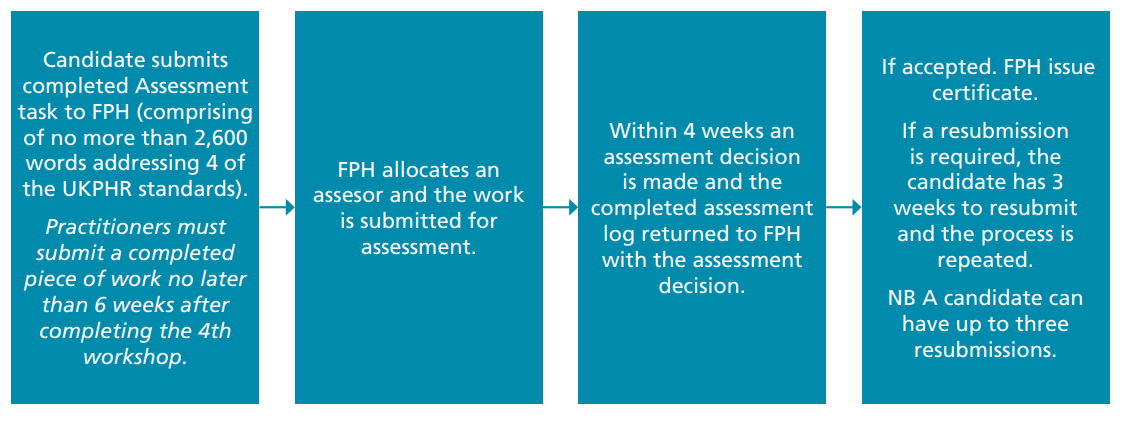 Candidate submits
completed Assessment
task to FPH (comprising
of no more than 2,600
words addressing 4 of
the UKPHR standards).
Practitioners must
submit a completed
piece of work no later
than 6 weeks after
completing the 4th
workshop.
FPH allocates an
assesor and the work
is submitted for
assessment.
Within 4 weeks an
assessment decision
is made and the
completed assessment
log returned to FPH
with the assessment
decision.
If accepted. FPH issue
certificate.
If a resubmission
is required, the
candidate has 3
weeks to resubmit
and the process is
repeated.
NB A candidate can
have up to three
resubmissions.